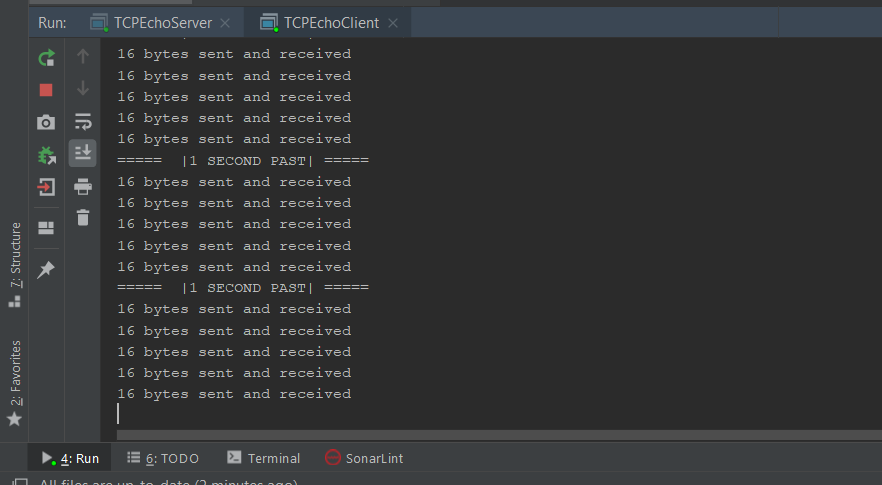 Run: TCPEchoServer TCPEchoClient
16 bytes sent and received
16 bytes sent and received
16 bytes sent and received
16 bytes sent and received
16 bytes sent and received
===== |1 SECOND PAST| =====
16 bytes sent and received
16 bytes sent and received
16 bytes sent and received
16 bytes sent and received
16 bytes sent and received
===== |1 SECOND PAST| =====
16 bytes sent and received
16 bytes sent and received
16 bytes sent and received
16 bytes sent and received
16 bytes sent and received
7: Structure
2: Favorites
4: Run 6: TODO Terminal SonarLint
All files are up-to-date (2 minutes ago)